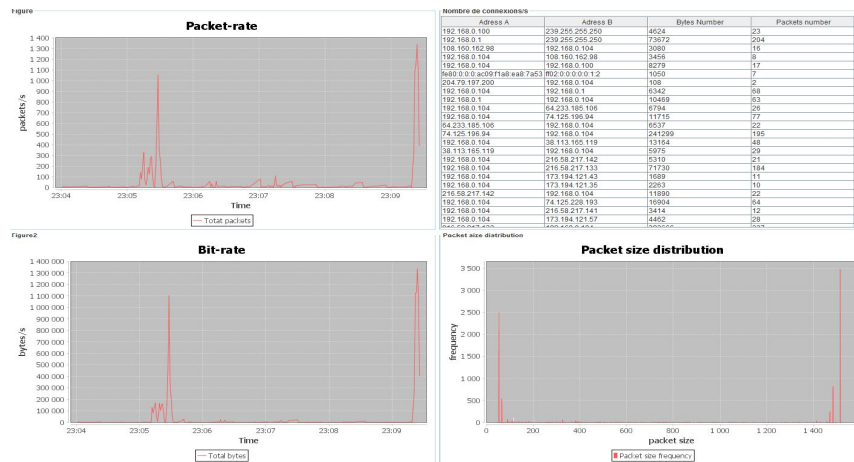 Figure
Packet-rate
1 400
1 300
1 200
1 100
1 000
900
800
700
600
500
400
300
200
100
0
packets/s
23:04 23:05 23:06 23:07 23:08 23:09
Time
Totat packets
Nombre de connexions/s
Adress A Adress B Bytes Number Packets number
192.168.0.100 239.255.255.250 4624 23
192.168.0.1 239.255.255.250 73672 204
108.160.162.98 192.168.0.104 3080 16
192.168.0.104 108.160.162.98 3456 8
192.168.0.104 192.168.0.100 8279 17
fe80:0:0:0:ac09:f1a8:ea8:7a53 ff02:0:0:0:0:0:1:2 1050 7
204.79.197.200 192.168.0.104 108 2
192.168.0.104 192.168.0.1 6342 68
192.168.0.1 192.168.0.104 10469 63
192.168.0.104 64.233.185.106 6794 26
192.168.0.104 74.125.196.94 11715 77
64.233.185.106 192.168.0.104 6537 22
74.125.196.94 192.168.0.104 241299 195
192.168.0.104 38.113.165.119 13164 48
38.113.165.119 192.168.0.104 5975 29
192.168.0.104 216.58.217.142 5310 21
192.168.0.104 216.58.217.133 71730 184
192.168.0.104 173.194.121.43 1689 11
192.168.0.104 173.194.121.35 2263 10
216.58.217.142 192.168.0.104 11890 22
192.168.0.104 74.125.228.193 16904 64
192.168.0.104 216.58.217.141 3414 12
192.168.0.104 173.194.121.57 4462 28
Figure2
Bit-rate
1 400 000
1 300 000
1 200 000
1 100 000
1 000 000
900 000
800 000
700 000
600 000
500 000
400 000
300 000
200 000
100 000
0
bytes/s
23:04 23:05 23:06 23:07 23:08 23:09
Time
Total bytes
Packet size diatribution
Packet size distribution
3 500
3 000
2 500
2 000
1 500
1 000
500
0
frequency
0 200 400 600 800 1 000 1 200 1 400
packet size
Packet size frequency